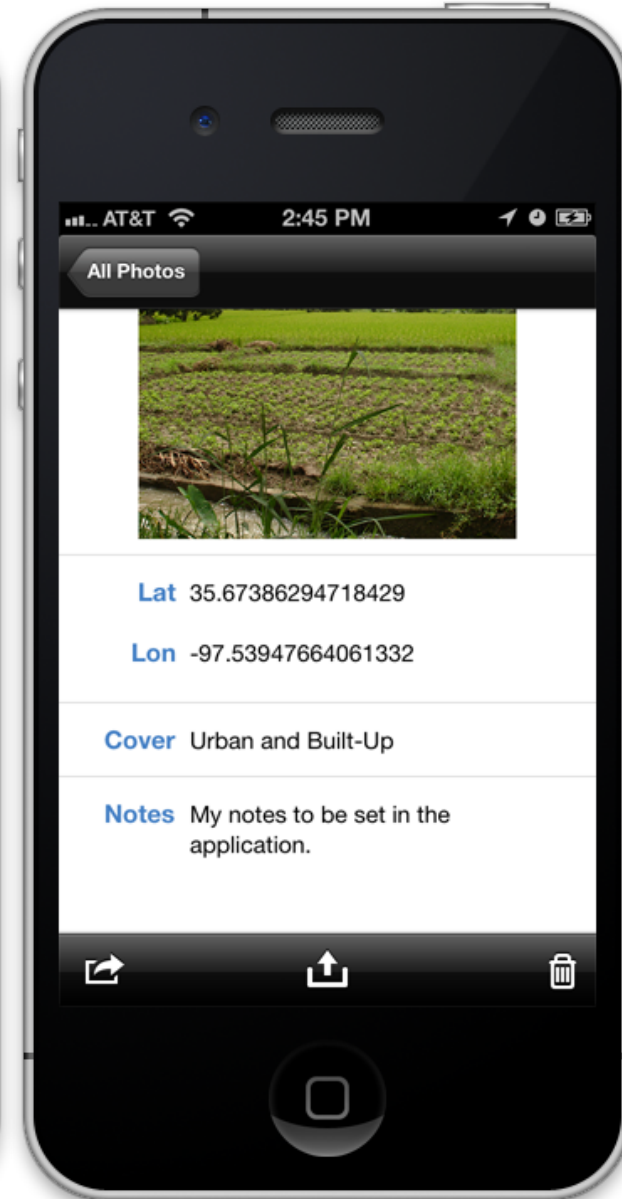 AT&T 2:45 PM
All Photos
Lat 35.67386294718429
Lon -97.53947664061332
Cover Urban and Built-Up
Notes My notes to be set in the
application.